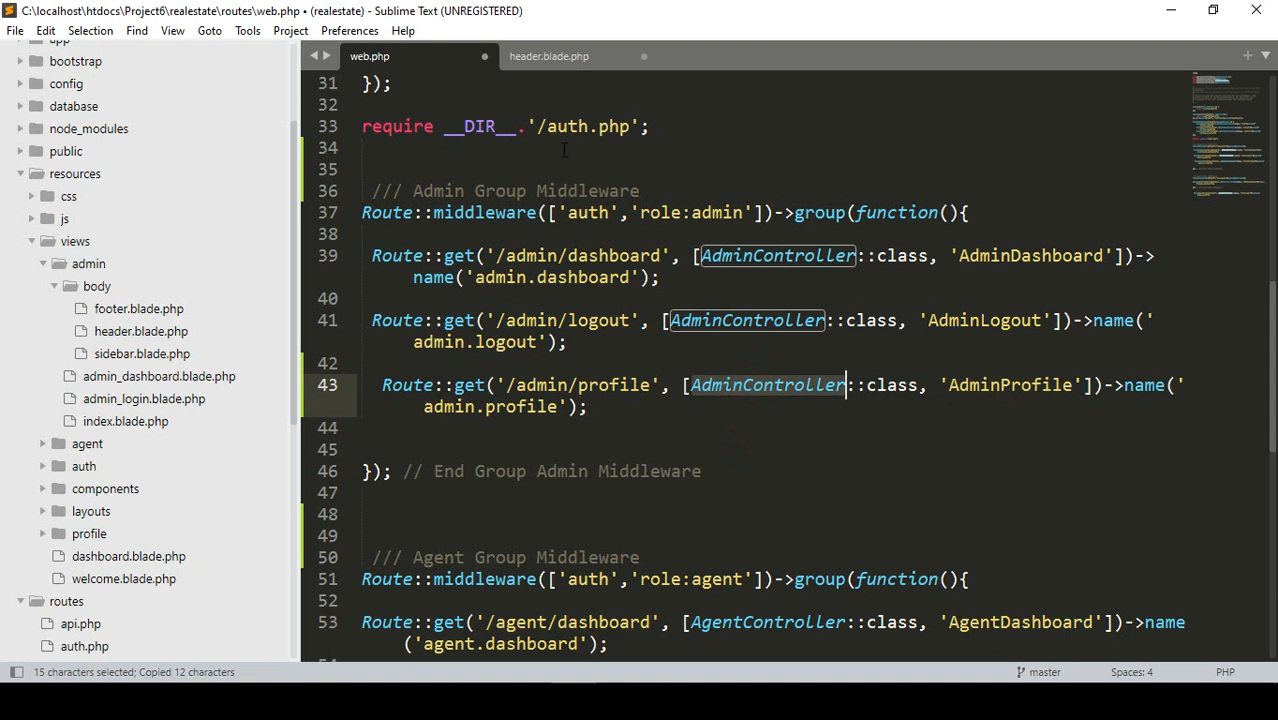 C:\localhost\htdocs\Project6\realestate\routes\web.php • (realestate) - Sublime Text (UNREGISTERED)
File Edit Selection Find View Goto Tools Project Preferences Help
app
bootstrap
config
database
node_modules
public
resources
css
js
views
admin
body
footer.blade.php
header.blade.php
sidebar.blade.php
admin_dashboard.blade.php
admin_login.blade.php
index.blade.php
agent
auth
components
layouts
profile
dashboard.blade.php
welcome.blade.php
routes
api.php
auth.php
web.php header.blade.php
31 });
32
33 require __DIR__.'/auth.php';
34
35
36 /// Admin Group Middleware
37 Route::middleware(['auth','role:admin'])->group(function(){
38
39 Route::get('/admin/dashboard', [AdminController::class, 'AdminDashboard'])->
name('admin.dashboard');
40
41 Route::get('/admin/logout', [AdminController::class, 'AdminLogout'])->name('
admin.logout');
42
43 Route::get('/admin/profile', [AdminController::class, 'AdminProfile'])->name('
admin.profile');
44
45
46 }); // End Group Admin Middleware
47
48
49
50 /// Agent Group Middleware
51 Route::middleware(['auth','role:agent'])->group(function(){
52
53 Route::get('/agent/dashboard', [AgentController::class, 'AgentDashboard'])->name
('agent.dashboard');
15 characters selected; Copied 12 characters master Spaces: 4 PHP